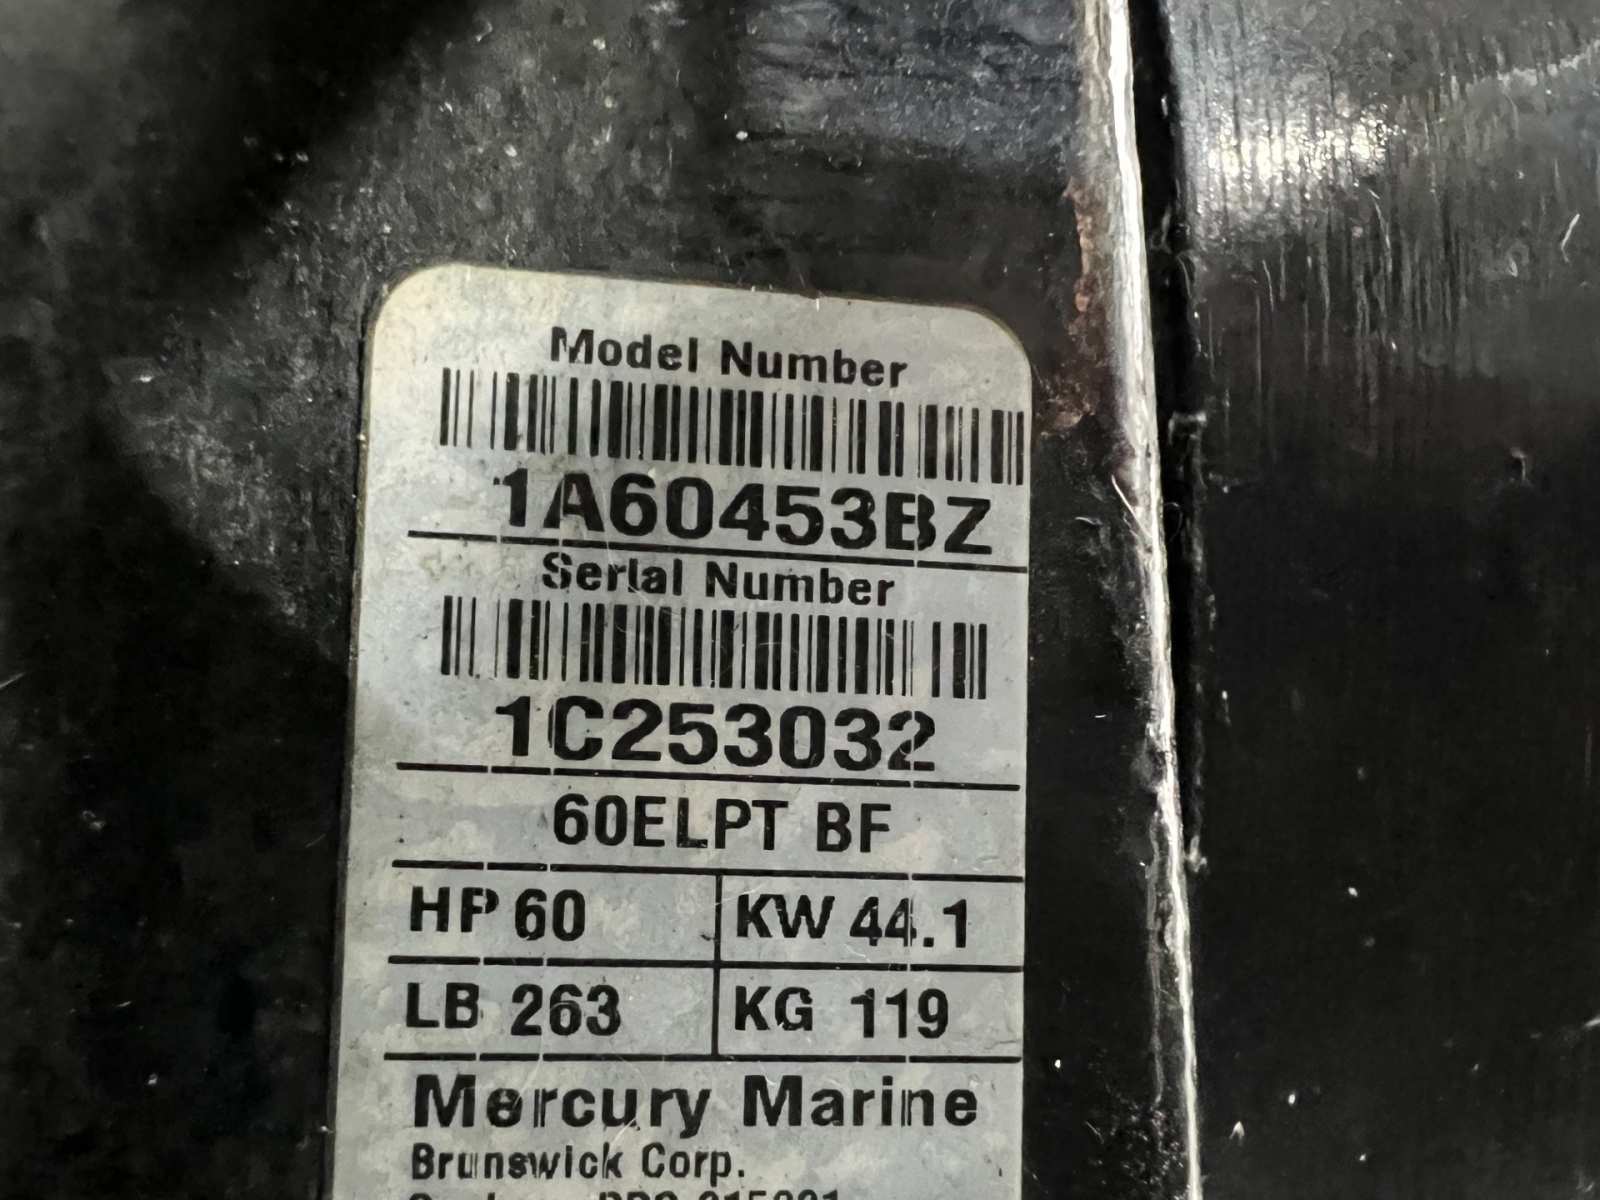 Model Number
1A60453BZ
Serial Number
1C253032
60ELPT BF
HP 60 KW 44.1
LB 263 KG 119
Mercury Marine
Brunswick Corp.